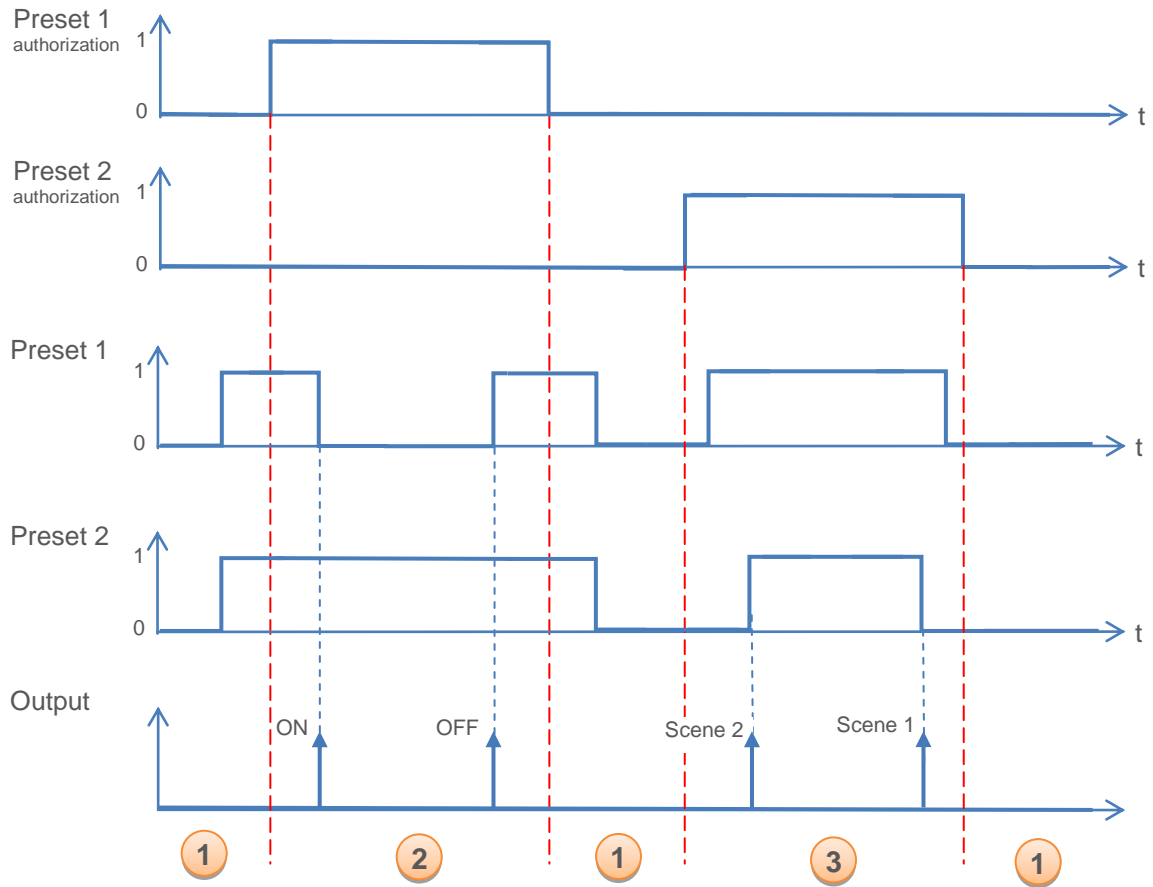 Preset 1
authorization
1
0
t
Preset 2
authorization
1
0
t
Preset 1
1
0
t
Preset 2
1
0
t
Output
ON
OFF
Scene 2
Scene 1
1
2
1
3
1